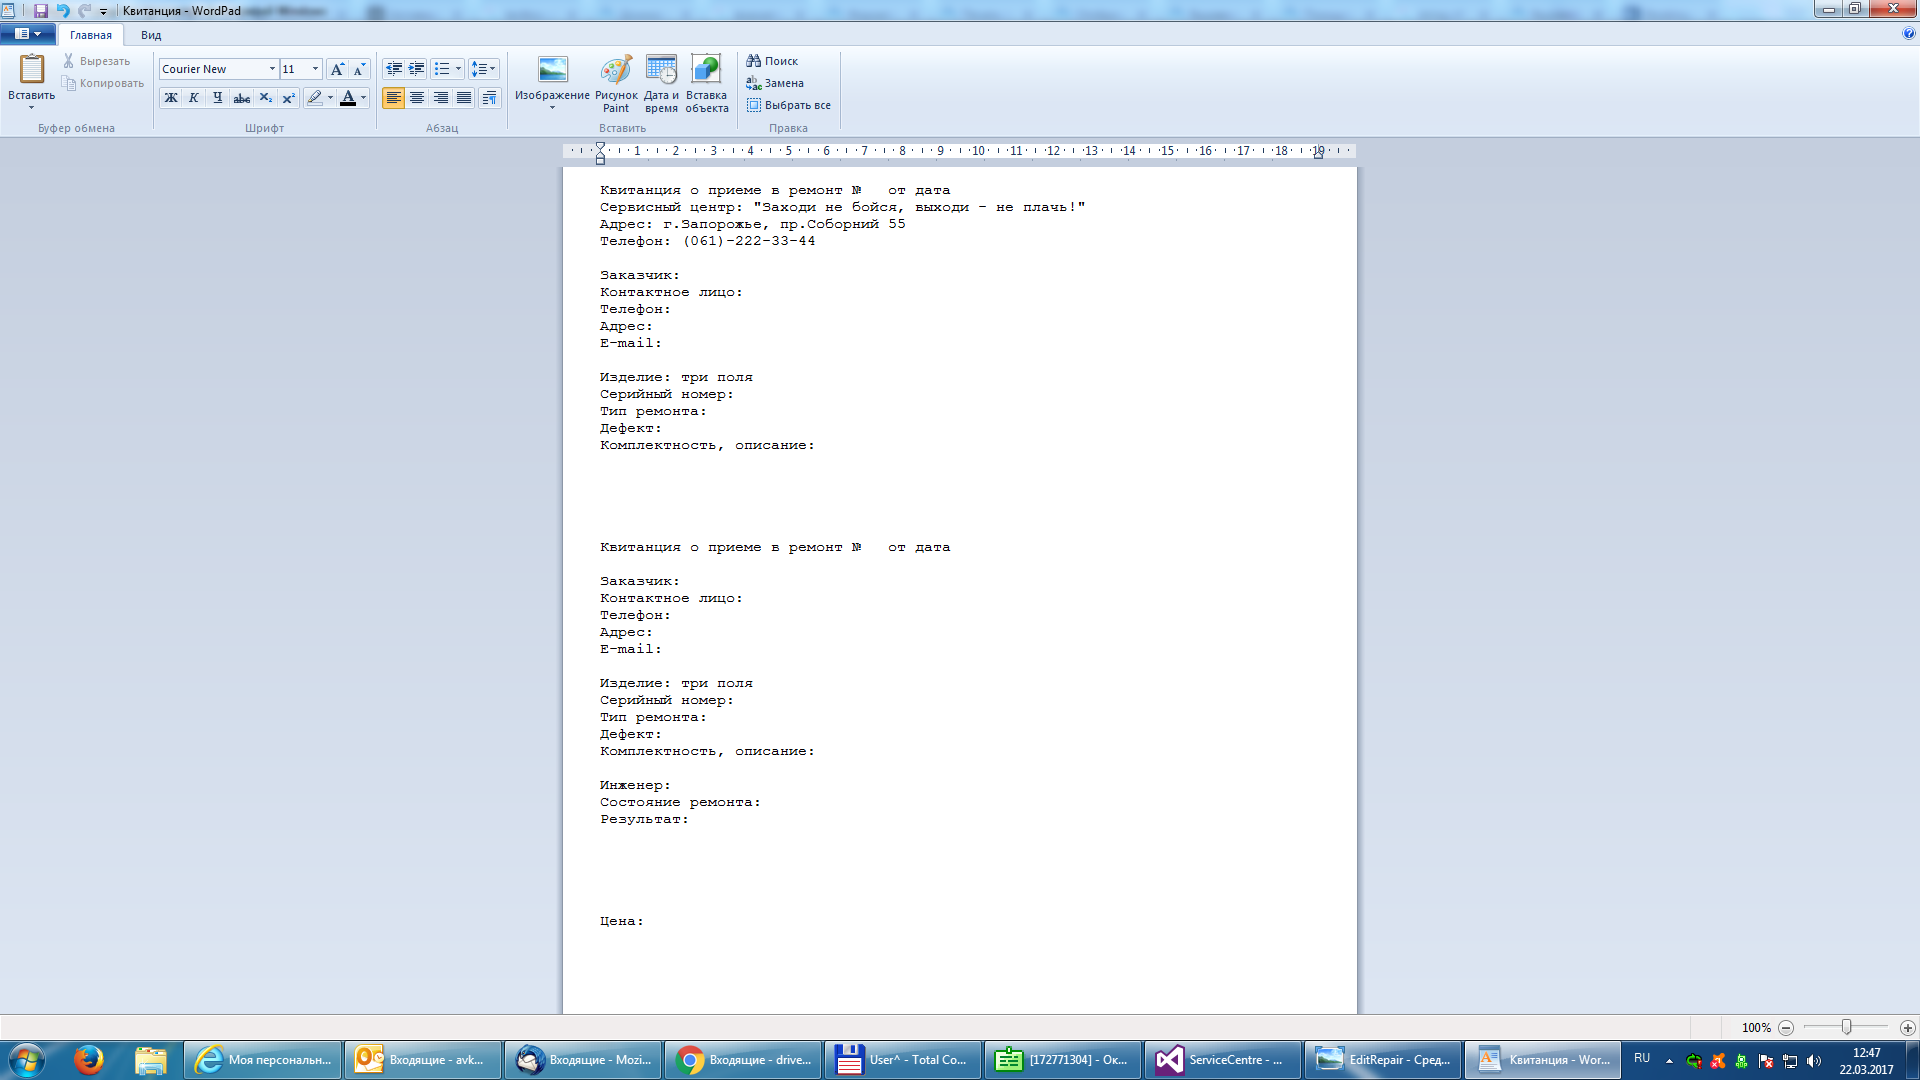 Квитанция - WordPad
Главная
Вид
Вставить
Вырезать
Копировать
Буфер обмена
Courier New
11
Ж К Ч abc X₂ X² A
Шрифт
Абзац
Изображение
Рисунок Paint
Дата и время
Вставка объекта
Вставить
Поиск
Замена
Выбрать все
Правка
1 2 3 4 5 6 7 8 9 10 11 12 13 14 15 16 17 18 19
Квитанция о приеме в ремонт № от дата
Сервисный центр: "Заходи не бойся, выходи - не плачь!"
Адрес: г.Запорожье, пр.Соборний 55
Телефон: (061)-222-33-44
Заказчик:
Контактное лицо:
Телефон:
Адрес:
E-mail:
Изделие: три поля
Серийный номер:
Тип ремонта:
Дефект:
Комплектность, описание:
Квитанция о приеме в ремонт № от дата
Заказчик:
Контактное лицо:
Телефон:
Адрес:
E-mail:
Изделие: три поля
Серийный номер:
Тип ремонта:
Дефект:
Комплектность, описание:
Инженер:
Состояние ремонта:
Результат:
Цена:
100%
Моя персональн...
Входящие - avk...
Входящие - Mozi...
Входящие - drive...
User^ - Total Co...
[172771304] - Ок...
ServiceCentre - ...
EditRepair - Сред...
Квитанция - Wor...
RU
12:47
22.03.2017